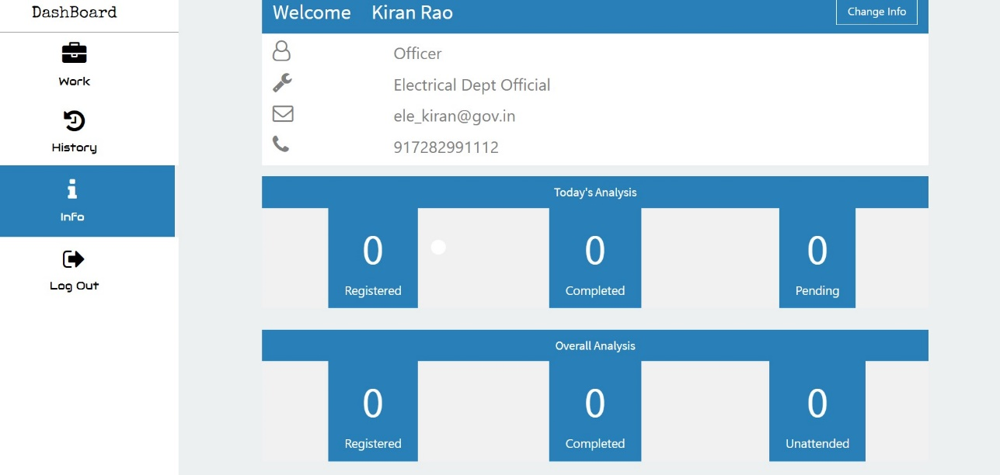 DashBoard
Work
History
Info
Log Out
Welcome Kiran Rao
Change Info
Officer
Electrical Dept Official
ele_kiran@gov.in
917282991112
Today's Analysis
0 0 0
Registered Completed Pending
Overall Analysis
0 0 0
Registered Completed Unattended